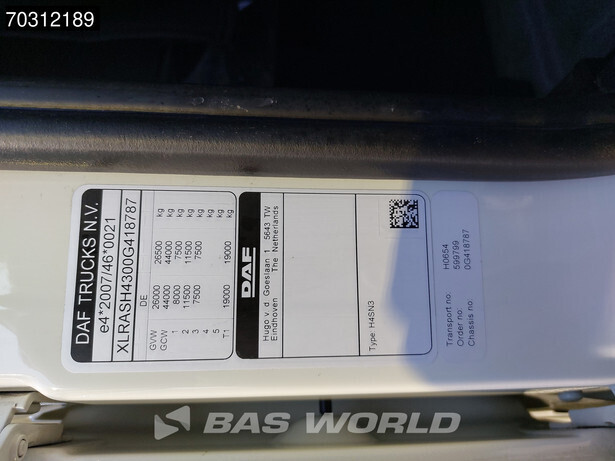 70312189
DAF TRUCKS N.V.
e4*2007/46*0021
XLRASH4300G418787
DE
GVW 26000 26500 kg
GCW 44000 44000 kg
1 8000 7500 kg
2 11500 11500 kg
3 7500 7500 kg
4
5
T1 19000 19000 kg
DAF
Hugo v. d. Goeslaan 1 5643 TW
Eindhoven The Netherlands
Type: H4SN3
Transport no H0654
Order no: 599799
Chassis no: 0G418787
BAS WORLD